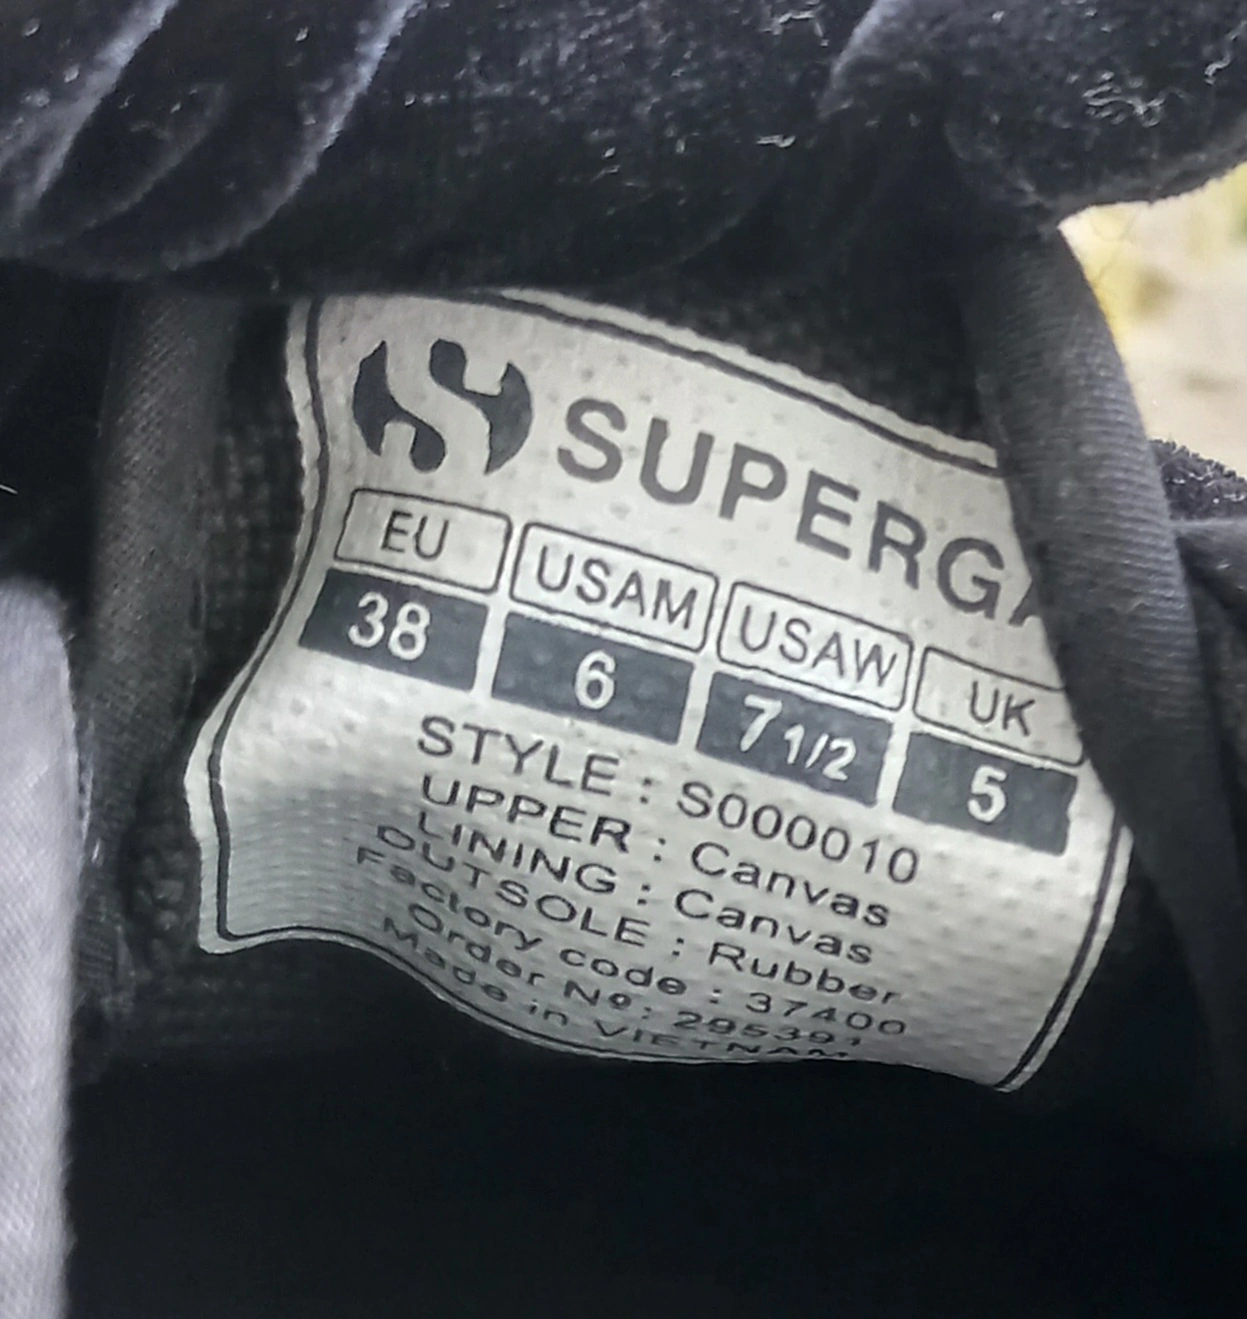 SUPERGA
EU USAM USAW UK
38 6 7 1/2 5
STYLE : S000010
UPPER : Canvas
LINING : Canvas
OUTSOLE : Rubber
Factory code : 37400
Order Nº: 295391
Made in VIETNAM